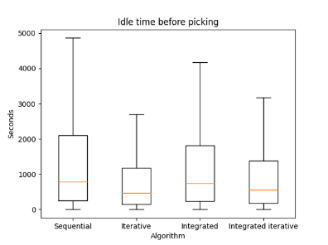 Idle time before picking
5000
4000
3000
2000
1000
0
Seconds
Sequential Iterative Integrated Integrated iterative
Algorithm